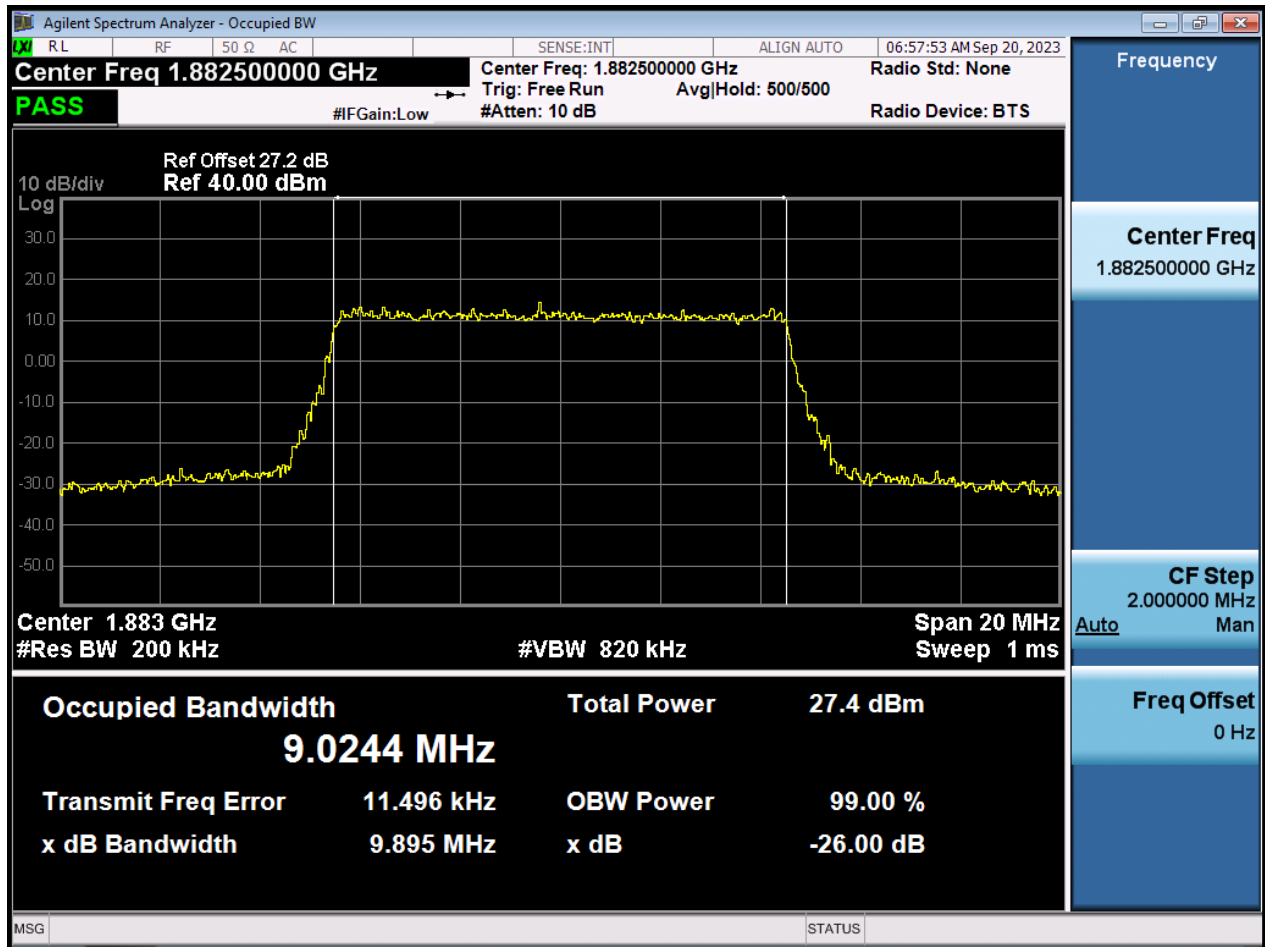 Agilent Spectrum Analyzer - Occupied BW
LXI RL RF 50 Ω AC SENSE:INT ALIGN AUTO 06:57:53 AM Sep 20, 2023
Center Freq 1.882500000 GHz
Center Freq: 1.882500000 GHz
Radio Std: None
Trig: Free Run Avg|Hold: 500/500
PASS
#IFGain:Low
#Atten: 10 dB
Radio Device: BTS
Ref Offset 27.2 dB
10 dB/div Ref 40.00 dBm
Log
30.0
20.0
10.0
0.00
-10.0
-20.0
-30.0
-40.0
-50.0
Center 1.883 GHz Span 20 MHz
#Res BW 200 kHz #VBW 820 kHz Sweep 1 ms
Occupied Bandwidth Total Power 27.4 dBm
9.0244 MHz
Transmit Freq Error 11.496 kHz OBW Power 99.00 %
x dB Bandwidth 9.895 MHz x dB -26.00 dB
MSG STATUS
Frequency
Center Freq
1.882500000 GHz
CF Step
2.000000 MHz
Auto Man
Freq Offset
0 Hz